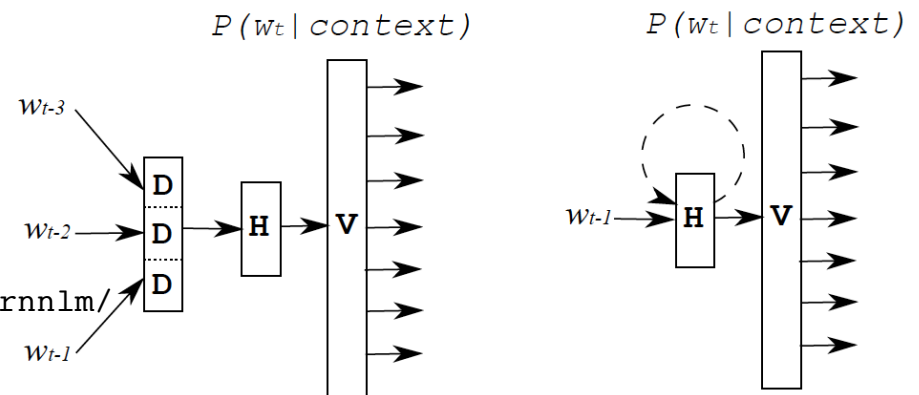 P(wt|context)
P(wt|context)
wt-3
D
wt-2
D
H
V
D
rnnlm/
wt-1
wt-1
H
V